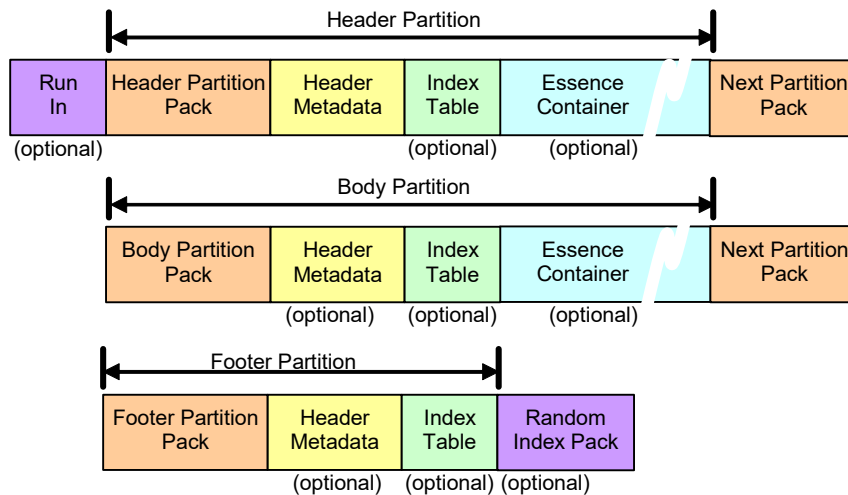 Header Partition
Run
In
Header Partition
Pack
Header
Metadata
Index
Table
Essence
Container
Next Partition
Pack
(optional)
(optional)
(optional)
Body Partition
Body Partition
Pack
Header
Metadata
Index
Table
Essence
Container
Next Partition
Pack
(optional)
(optional)
(optional)
Footer Partition
Footer Partition
Pack
Header
Metadata
Index
Table
Random
Index Pack
(optional)
(optional)
(optional)